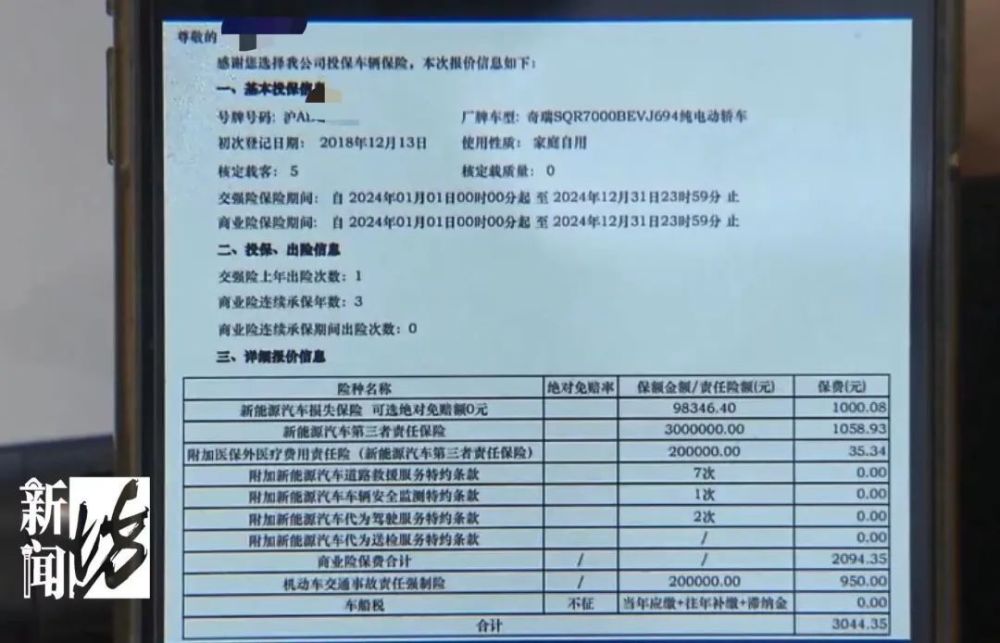 尊敬的
感谢您选择我公司投保车辆保险，本次报价信息如下：
一、基本投保信息
号牌号码：沪A 厂牌车型：奇瑞SQR7000BEVJ694纯电动轿车
初次登记日期： 2018年12月13日 使用性质： 家庭自用
核定载客：5 核定载质量：0
交强险保险期间： 自 2024年01月01日00时00分起 至 2024年12月31日23时59分 止
商业险保险期间： 自 2024年01月01日00时00分起 至 2024年12月31日23时59分 止
二、投保、出险信息
交强险上年出险次数：1
商业险连续承保年数：3
商业险连续承保期间出险次数：0
三、详细报价信息
险种名称 绝对免赔率 保额金额/责任险额(元) 保费(元)
新能源汽车损失保险 可选绝对免赔额0元 98346.40 1000.08
新能源汽车第三者责任保险 3000000.00 1058.93
附加医保外医疗费用责任险（新能源汽车第三者责任保险） 200000.00 35.34
附加新能源汽车道路救援服务特约条款 7次 0.00
附加新能源汽车车辆安全监测特约条款 1次 0.00
附加新能源汽车代为驾驶服务特约条款 2次 0.00
附加新能源汽车代为送检服务特约条款 / 0.00
商业险保费合计 / / 2094.35
机动车交通事故责任强制险 / 200000.00 950.00
车船税 不征 当年应缴+往年补缴+滞纳金 0.00
合计 3044.35
新闻